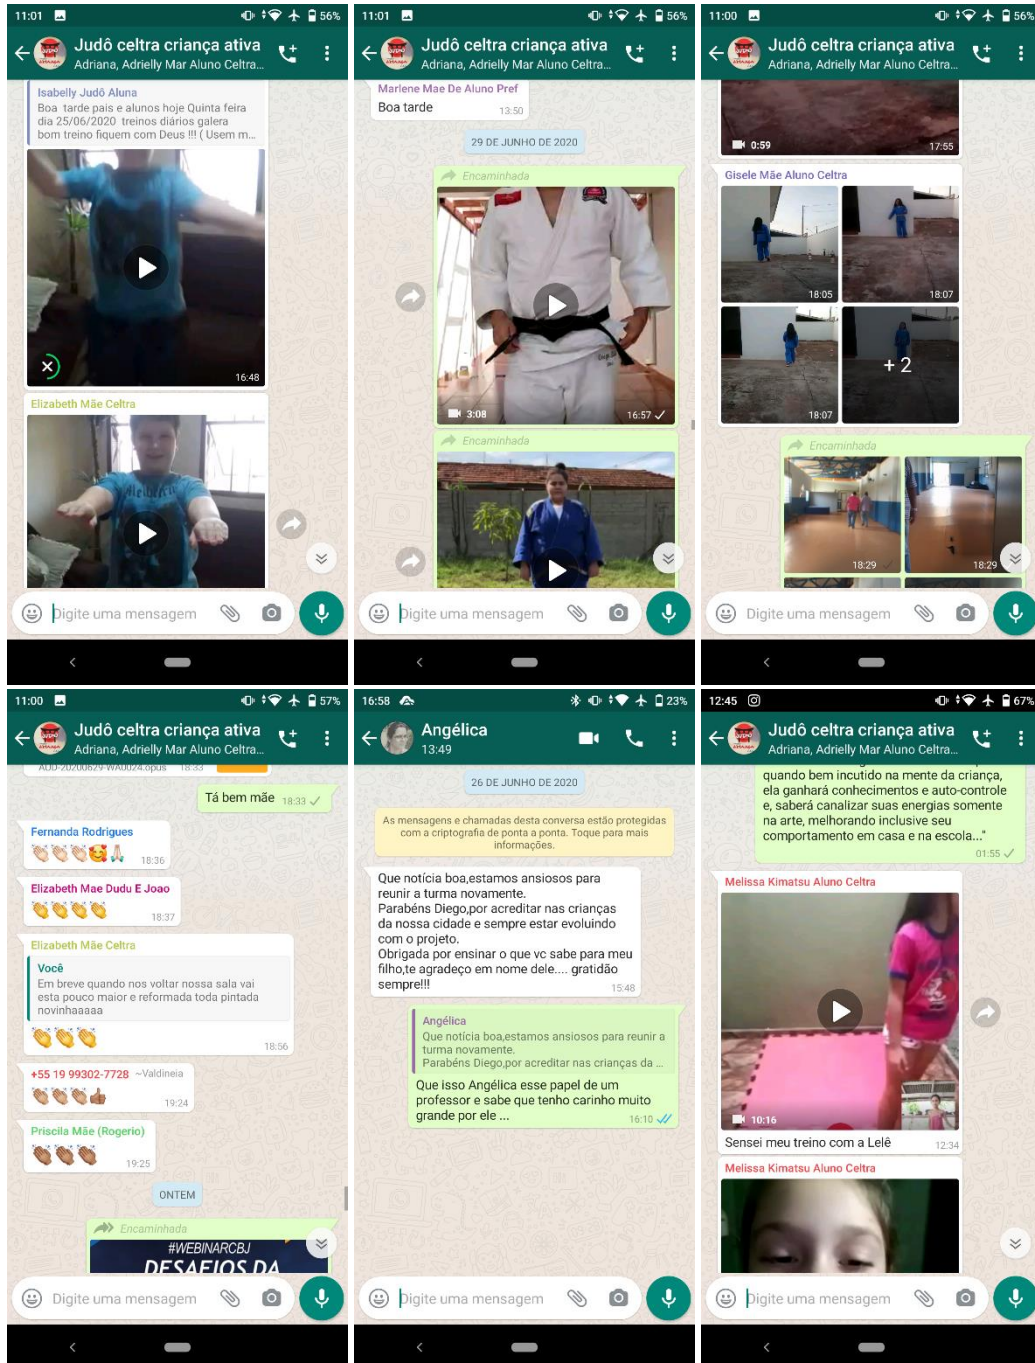 11:01
56%
Judô celtra criança ativa
Adriana, Adrielly Mar Aluno Celtra...
Isabelly Judô Aluna
Boa tarde pais e alunos hoje Quinta feira
dia 25/06/2020 treinos diários galera
bom treino fiquem com Deus !!! ( Usem m...
16:48
Elizabeth Mãe Celtra
Digite uma mensagem
11:01
56%
Judô celtra criança ativa
Adriana, Adrielly Mar Aluno Celtra...
Marlene Mae De Aluno Pref
Boa tarde
13:50
29 DE JUNHO DE 2020
Encaminhada
3:08
16:57
Encaminhada
Digite uma mensagem
11:00
56%
Judô celtra criança ativa
Adriana, Adrielly Mar Aluno Celtra...
0:59
17:55
Gisele Mãe Aluno Celtra
18:05
18:07
18:07
+ 2
Encaminhada
18:29
18:29
Digite uma mensagem
11:00
57%
Judô celtra criança ativa
Adriana, Adrielly Mar Aluno Celtra...
AUD-20200629-WA0024.opus 18:33
Tá bem mãe 18:33
Fernanda Rodrigues
18:36
Elizabeth Mae Dudu E Joao
18:37
Elizabeth Mãe Celtra
Você
Em breve quando nos voltar nossa sala vai
esta pouco maior e reformada toda pintada
novinhaaaaa
18:56
+55 19 99302-7728 ~Valdineia
19:24
Priscila Mãe (Rogerio)
19:25
ONTEM
Encaminhada
#WEBINARCBJ
DESAFIOS DA
Digite uma mensagem
16:58
23%
Angélica
13:49
26 DE JUNHO DE 2020
As mensagens e chamadas desta conversa estão protegidas
com a criptografia de ponta a ponta. Toque para mais
informações.
Que notícia boa,estamos ansiosos para
reunir a turma novamente.
Parabéns Diego,por acreditar nas crianças
da nossa cidade e sempre estar evoluindo
com o projeto.
Obrigada por ensinar o que vc sabe para meu
filho,te agradeço em nome dele.... gratidão
sempre!!!
15:48
Angélica
Que notícia boa,estamos ansiosos para reunir a
turma novamente.
Parabéns Diego,por acreditar nas crianças da ...
Que isso Angélica esse papel de um
professor e sabe que tenho carinho muito
grande por ele ...
16:10
Digite uma mensagem
12:45
67%
Judô celtra criança ativa
Adriana, Adrielly Mar Aluno Celtra...
quando bem incutido na mente da criança,
ela ganhará conhecimentos e auto-controle
e, saberá canalizar suas energias somente
na arte, melhorando inclusive seu
comportamento em casa e na escola..."
01:55
Melissa Kimatsu Aluno Celtra
10:16
Sensei meu treino com a Lelê
12:34
Melissa Kimatsu Aluno Celtra
Digite uma mensagem